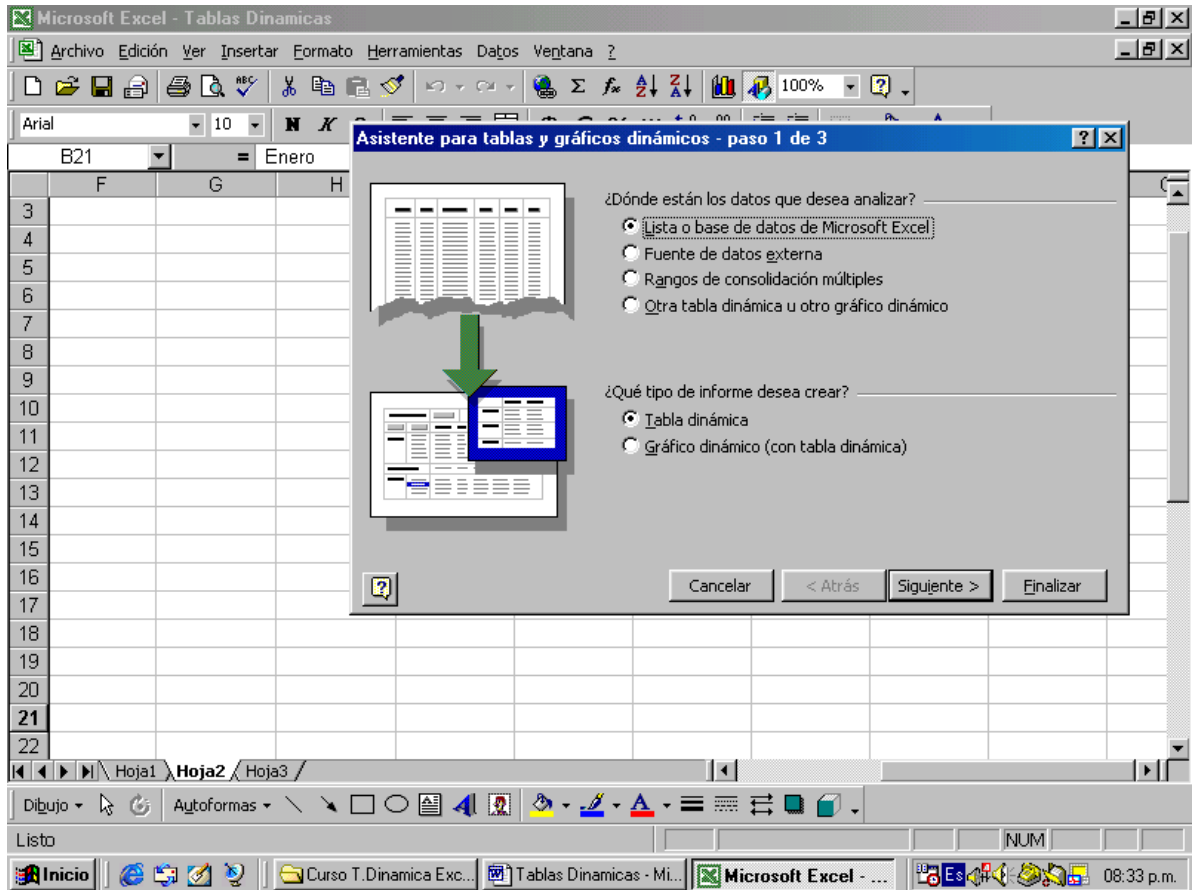 Microsoft Excel - Tablas Dinamicas
Archivo Edición Ver Insertar Formato Herramientas Datos Ventana ?
100%
Arial 10 N K
B21 = Enero
Asistente para tablas y gráficos dinámicos - paso 1 de 3
F G H
¿Dónde están los datos que desea analizar?
Lista o base de datos de Microsoft Excel
Fuente de datos externa
Rangos de consolidación múltiples
Otra tabla dinámica u otro gráfico dinámico
¿Qué tipo de informe desea crear?
Tabla dinámica
Gráfico dinámico (con tabla dinámica)
Cancelar < Atrás Siguiente > Finalizar
3
4
5
6
7
8
9
10
11
12
13
14
15
16
17
18
19
20
21
22
Hoja1 Hoja2 Hoja3
Dibujo Autoformas
Listo NUM
Inicio Curso T.Dinamica Exc... Tablas Dinamicas - Mi... Microsoft Excel - ... Es 08:33 p.m.